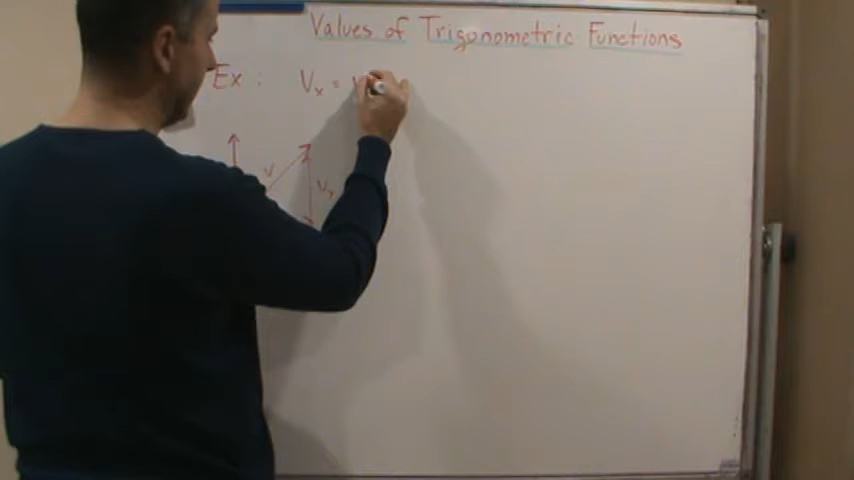 Values of Trigonometric Functions
Ex : Vx =
V
Vy